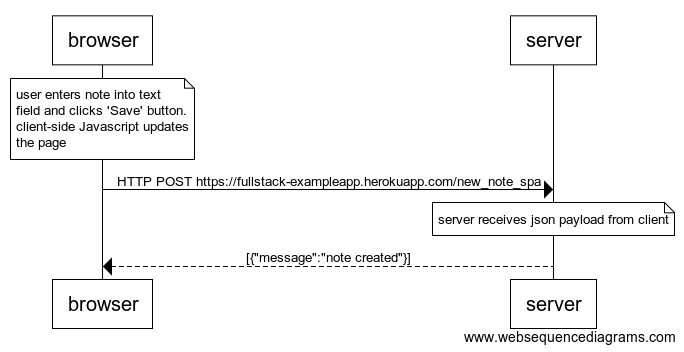 browser
server
user enters note into text
field and clicks 'Save' button.
client-side Javascript updates
the page
HTTP POST https://fullstack-exampleapp.herokuapp.com/new_note_spa
server receives json payload from client
[{"message":"note created"}]
browser
server
www.websequencediagrams.com